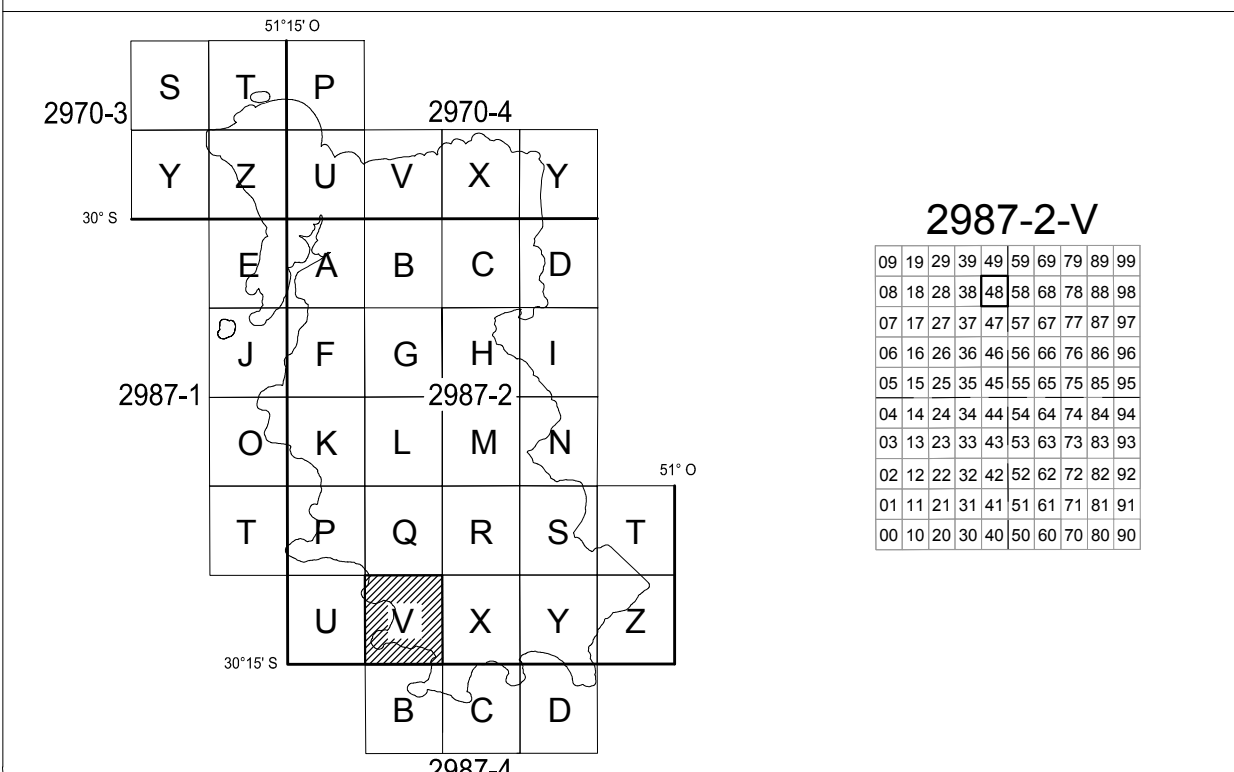 51°15' O
S T P
2970-3 2970-4
Y Z U V X Y
30° S
E A B C D
J F G H I
2987-1 2987-2
O K L M N
51° O
T P Q R S T
U V X Y Z
30°15' S
B C D
2987-4
2987-2-V
09 19 29 39 49 59 69 79 89 99
08 18 28 38 48 58 68 78 88 98
07 17 27 37 47 57 67 77 87 97
06 16 26 36 46 56 66 76 86 96
05 15 25 35 45 55 65 75 85 95
04 14 24 34 44 54 64 74 84 94
03 13 23 33 43 53 63 73 83 93
02 12 22 32 42 52 62 72 82 92
01 11 21 31 41 51 61 71 81 91
00 10 20 30 40 50 60 70 80 90